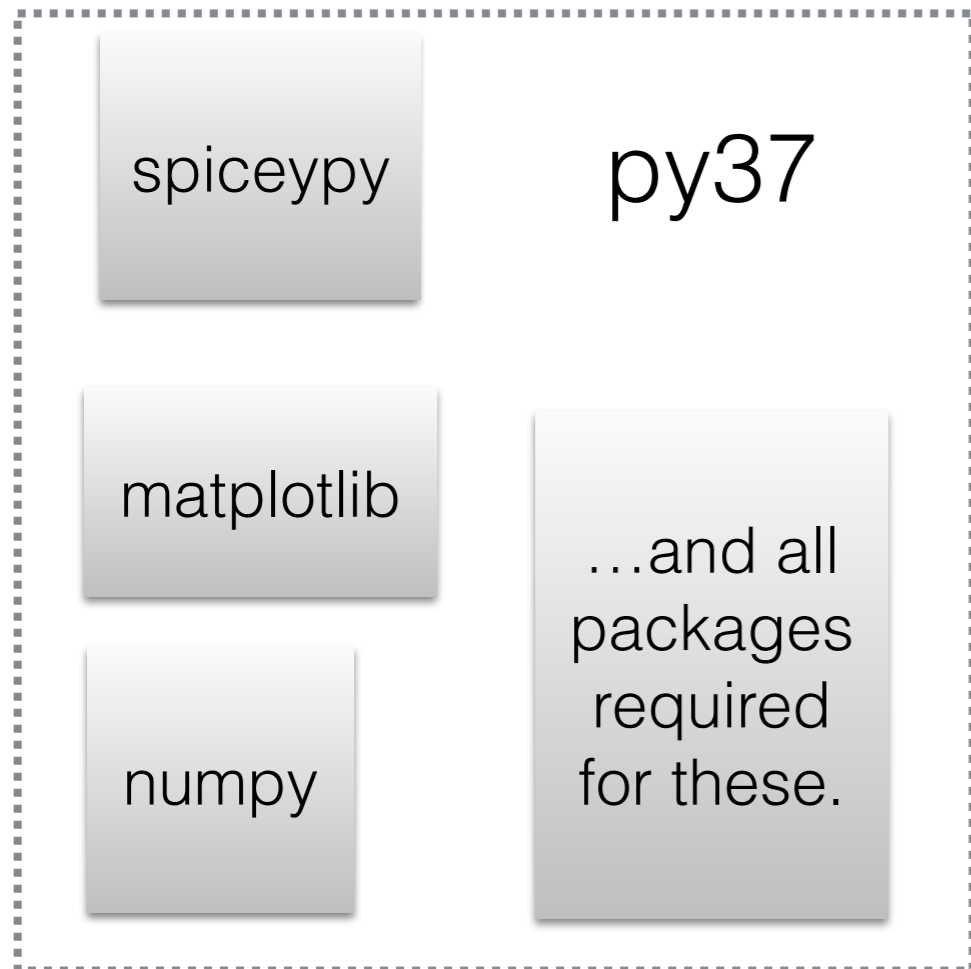 spiceypy
py37
matplotlib
numpy
…and all
packages
required
for these.